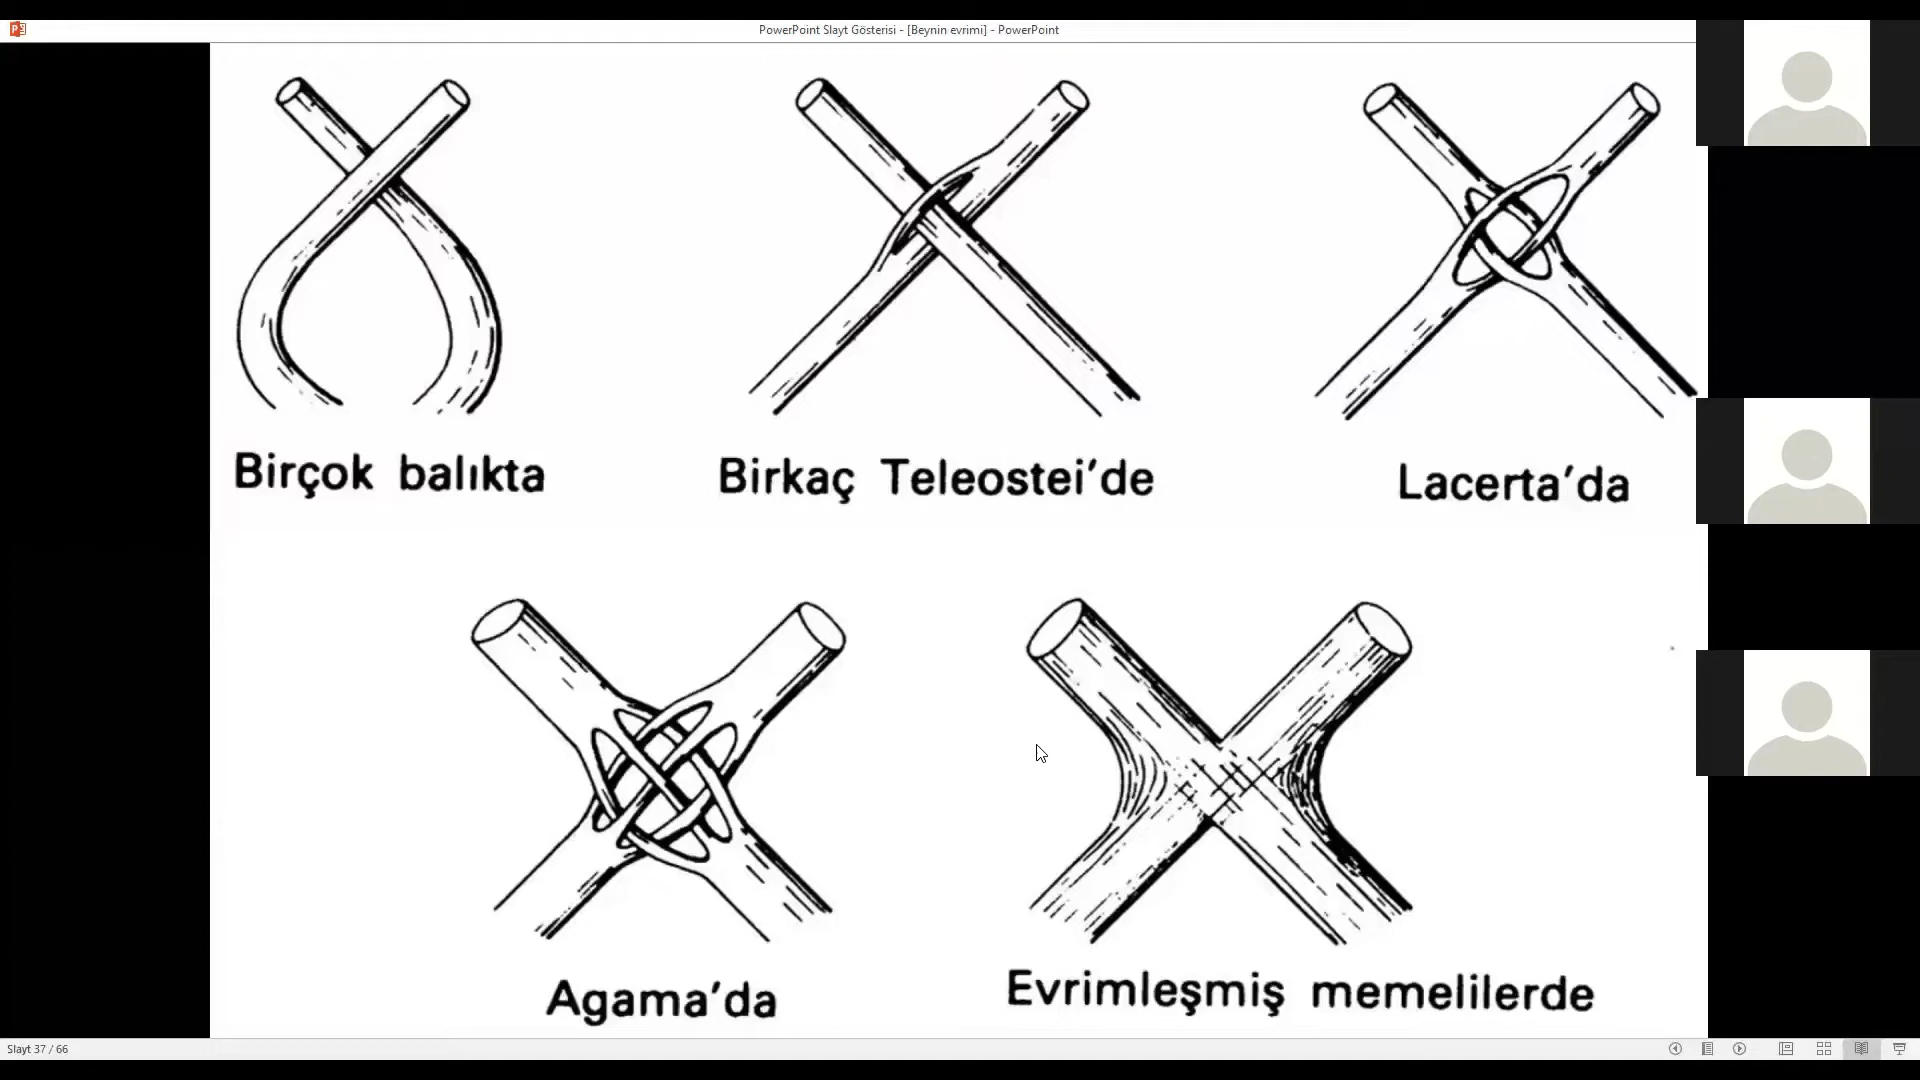 PowerPoint Slayt Gösterisi - [Beynin evrimi] - PowerPoint
Birçok balıkta
Birkaç Teleostei'de
Lacerta'da
Agama'da
Evrimleşmiş memelilerde
Slayt 37 / 66